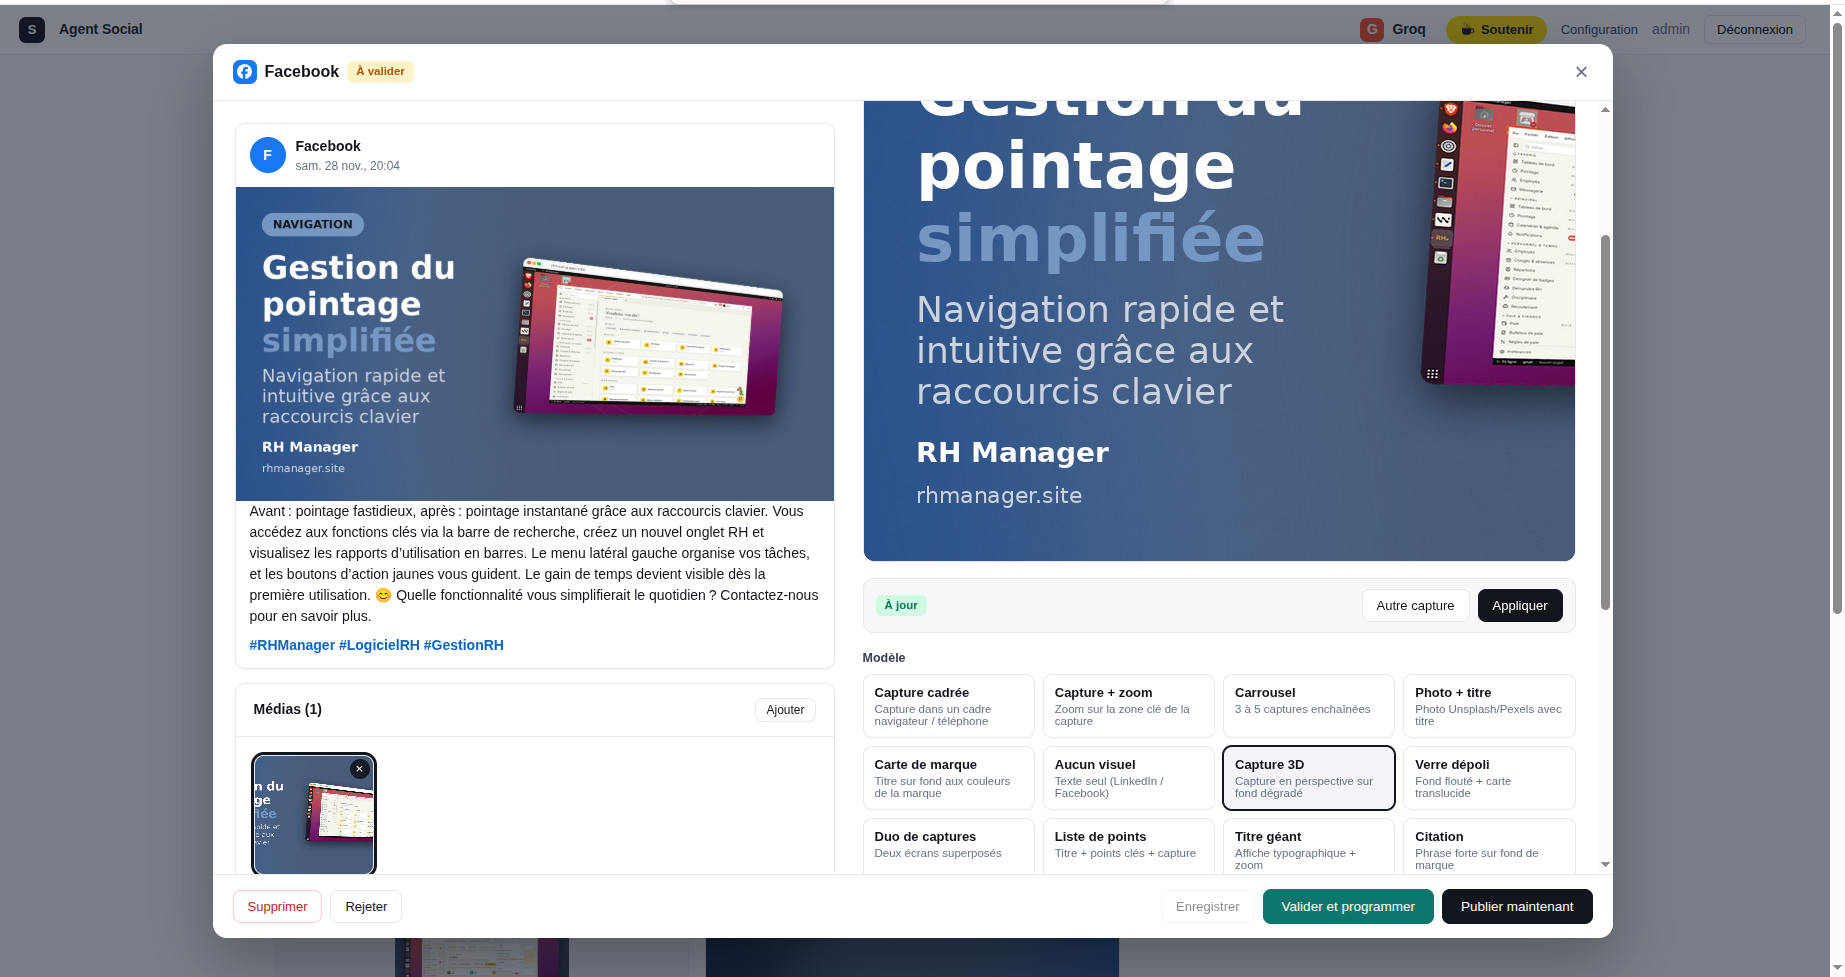 S
Agent Social
G
Groq
Soutenir
Configuration
admin
Déconnexion
Facebook
À valider
F
Facebook
sam. 28 nov., 20:04
NAVIGATION
Gestion du
pointage
simplifiée
Navigation rapide et
intuitive grâce aux
raccourcis clavier
RH Manager
rhmanager.site
Avant : pointage fastidieux, après : pointage instantané grâce aux raccourcis clavier. Vous
accédez aux fonctions clés via la barre de recherche, créez un nouvel onglet RH et
visualisez les rapports d’utilisation en barres. Le menu latéral gauche organise vos tâches,
et les boutons d’action jaunes vous guident. Le gain de temps devient visible dès la
première utilisation. 😊 Quelle fonctionnalité vous simplifierait le quotidien ? Contactez-nous
pour en savoir plus.
#RHManager #LogicielRH #GestionRH
Médias (1)
Ajouter
Gestion du
pointage
simplifiée
Navigation rapide et
intuitive grâce aux
raccourcis clavier
RH Manager
rhmanager.site
À jour
Autre capture
Appliquer
Modèle
Capture cadrée
Capture dans un cadre
navigateur / téléphone
Capture + zoom
Zoom sur la zone clé de la
capture
Carrousel
3 à 5 captures enchaînées
Photo + titre
Photo Unsplash/Pexels avec
titre
Carte de marque
Titre sur fond aux couleurs
de la marque
Aucun visuel
Texte seul (LinkedIn /
Facebook)
Capture 3D
Capture en perspective sur
fond dégradé
Verre dépoli
Fond flouté + carte
translucide
Duo de captures
Deux écrans superposés
Liste de points
Titre + points clés + capture
Titre géant
Affiche typographique +
zoom
Citation
Phrase forte sur fond de
marque
Supprimer
Rejeter
Enregistrer
Valider et programmer
Publier maintenant